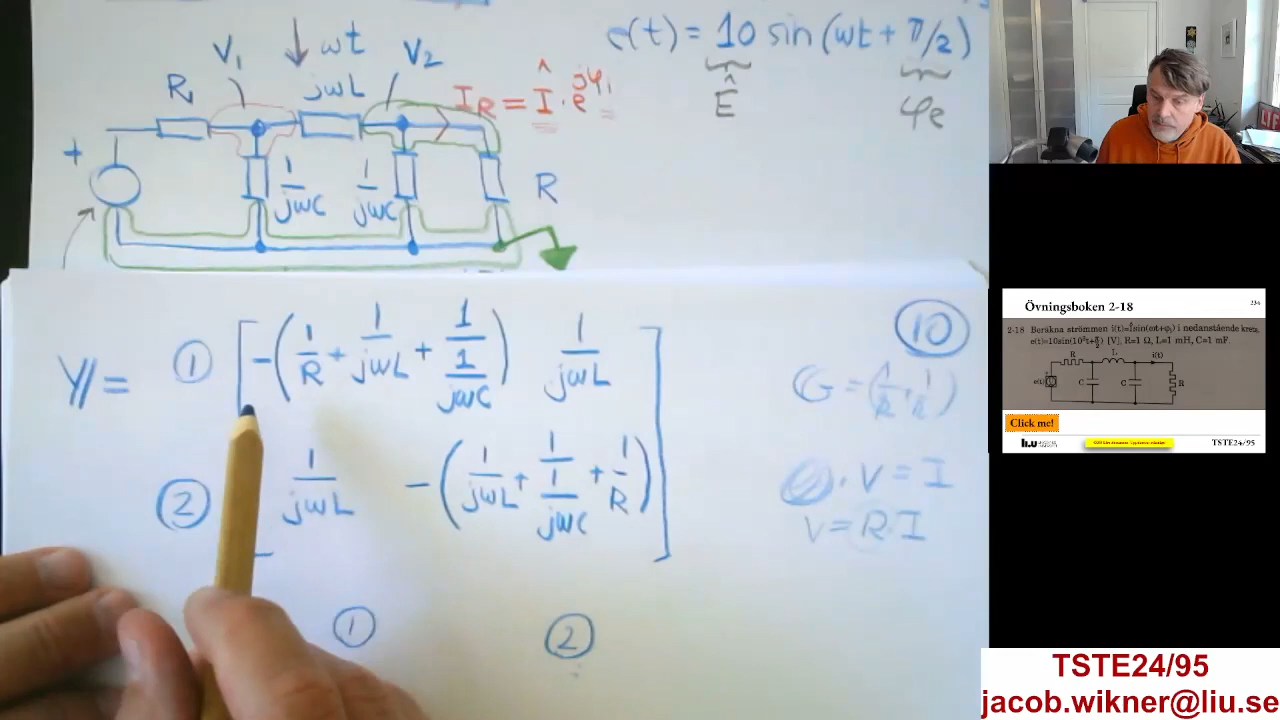 e(t) = 10 sin(ωt + π/2)
Ê
φe
V1
ωt
V2
R
jωL
I_R = Î · e^jφi
+
1/jωC
1/jωC
R
Y =
①
-(1/R + 1/jωL + 1/(1/jωC))
1/jωL
②
1/jωL
-(1/jωL + 1/(1/jωC) + 1/R)
①
②
10
· V = I
V = R · I
Övningsboken 2-18
234
2-18 Beräkna strömmen i(t)=Îsin(ωt+φi) i nedanstående krets,
e(t)=10sin(10³t+π/2) [V], R=1 Ω, L=1 mH, C=1 mF.
R
L
i(t)
e(t)
C
C
R
Click me!
li.u
TSTE24/95
TSTE24/95
jacob.wikner@liu.se